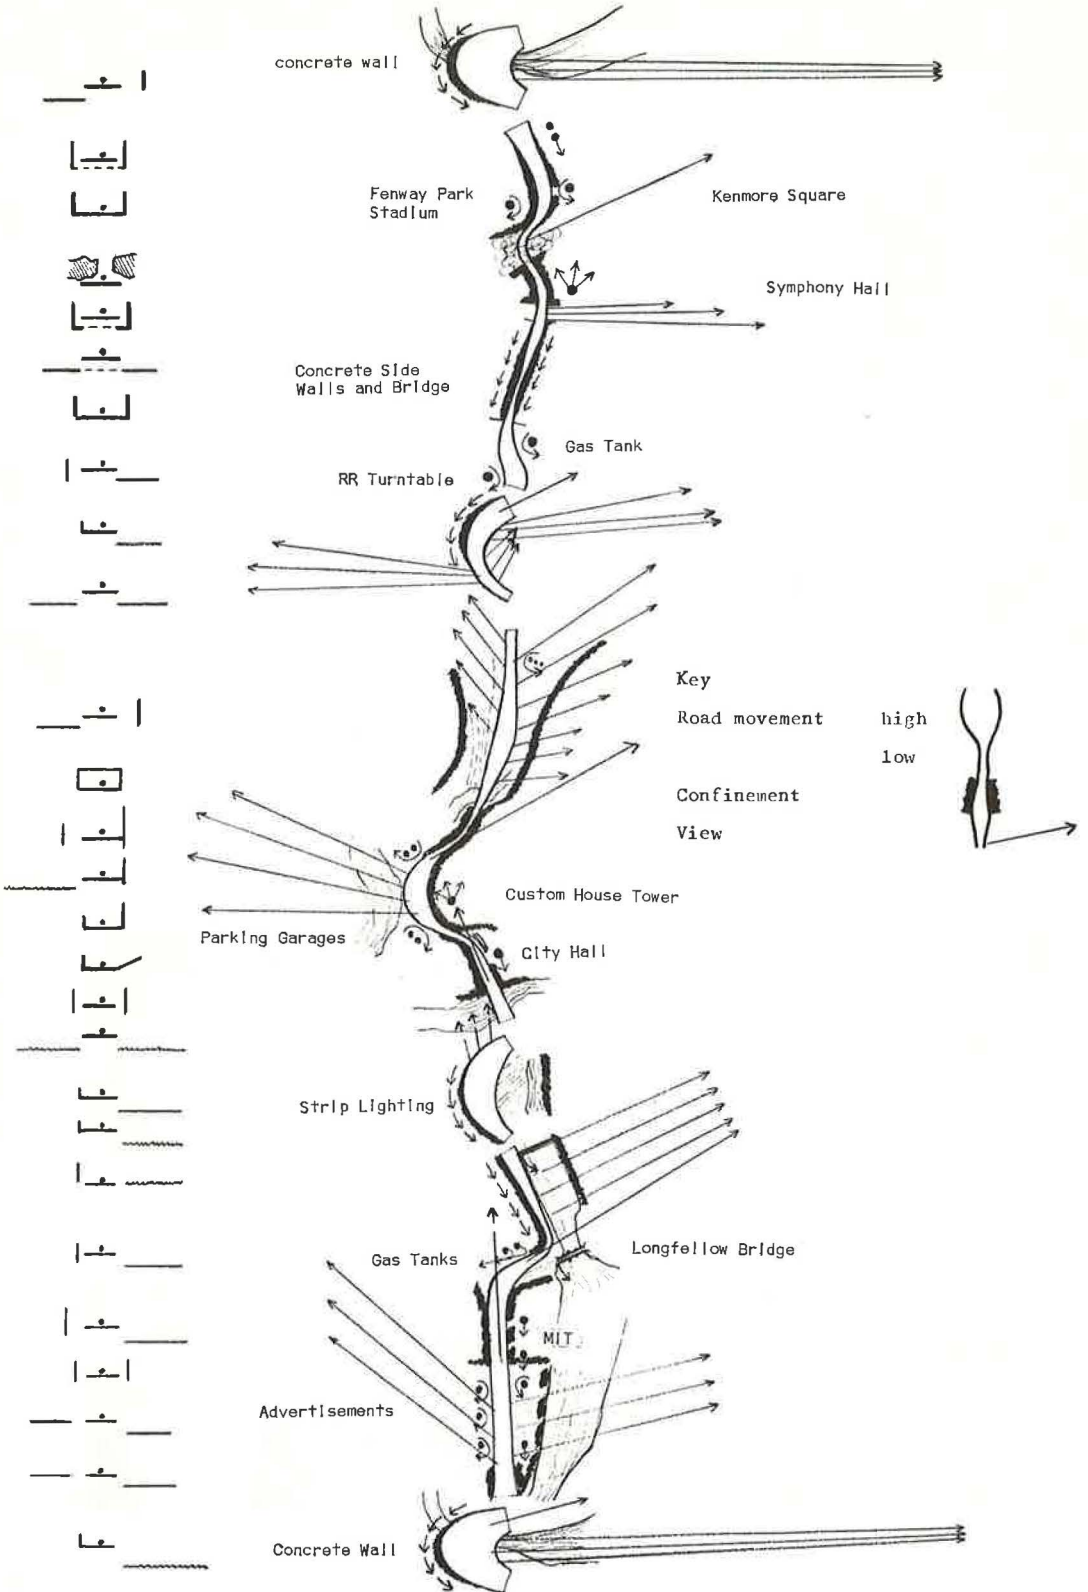 concrete wall
Fenway Park
Stadium
Kenmore Square
Symphony Hall
Concrete Side
Walls and Bridge
Gas Tank
RR Turntable
Key
Road movement high
low
Confinement
View
Custom House Tower
Parking Garages
City Hall
Strip Lighting
Gas Tanks
Longfellow Bridge
MIT
Advertisements
Concrete Wall